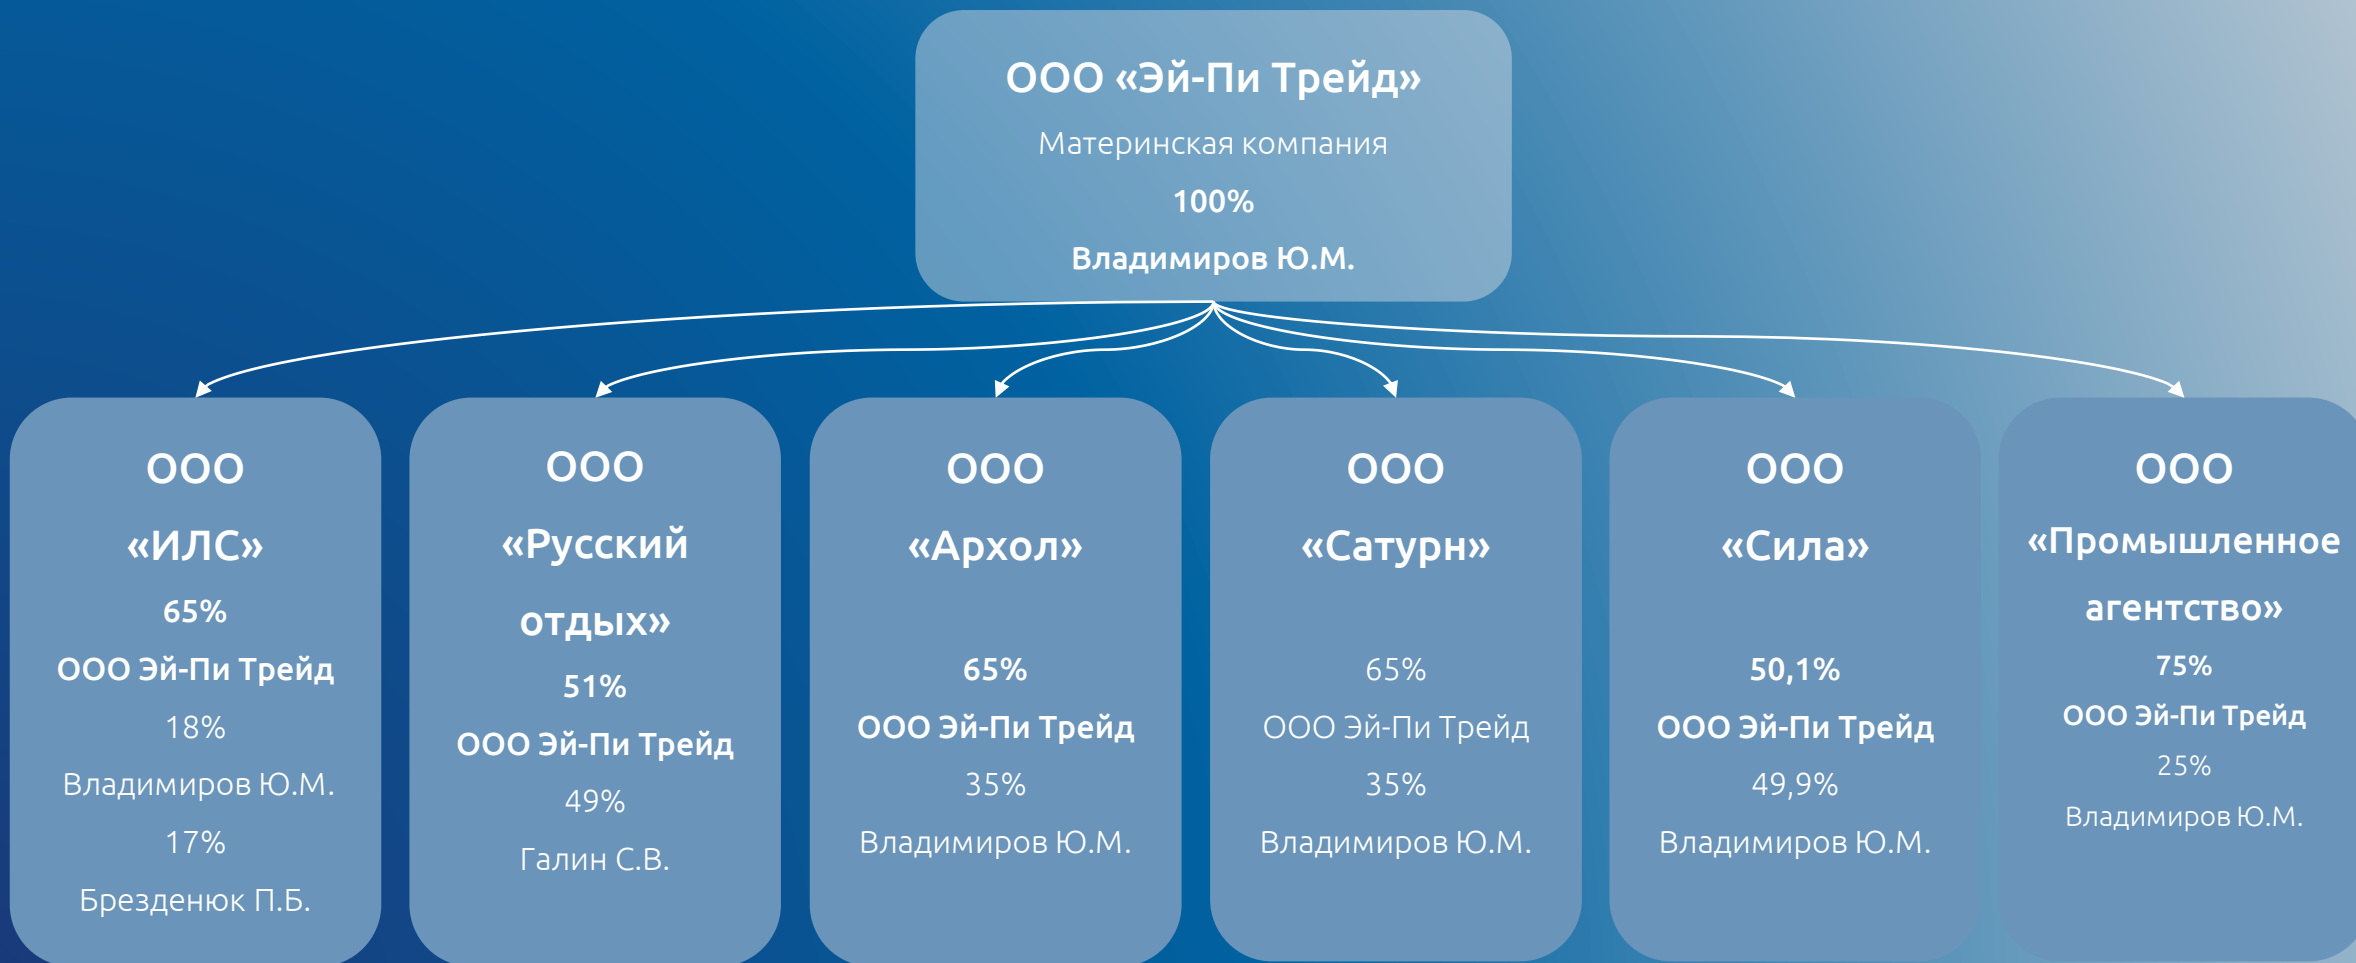 ООО «Эй-Пи Трейд»
Материнская компания
100%
Владимиров Ю.М.
ООО
«ИЛС»
65%
ООО Эй-Пи Трейд
18%
Владимиров Ю.М.
17%
Брезденюк П.Б.
ООО
«Русский
отдых»
51%
ООО Эй-Пи Трейд
49%
Галин С.В.
ООО
«Архол»
65%
ООО Эй-Пи Трейд
35%
Владимиров Ю.М.
ООО
«Сатурн»
65%
ООО Эй-Пи Трейд
35%
Владимиров Ю.М.
ООО
«Сила»
50,1%
ООО Эй-Пи Трейд
49,9%
Владимиров Ю.М.
ООО
«Промышленное
агентство»
75%
ООО Эй-Пи Трейд
25%
Владимиров Ю.М.